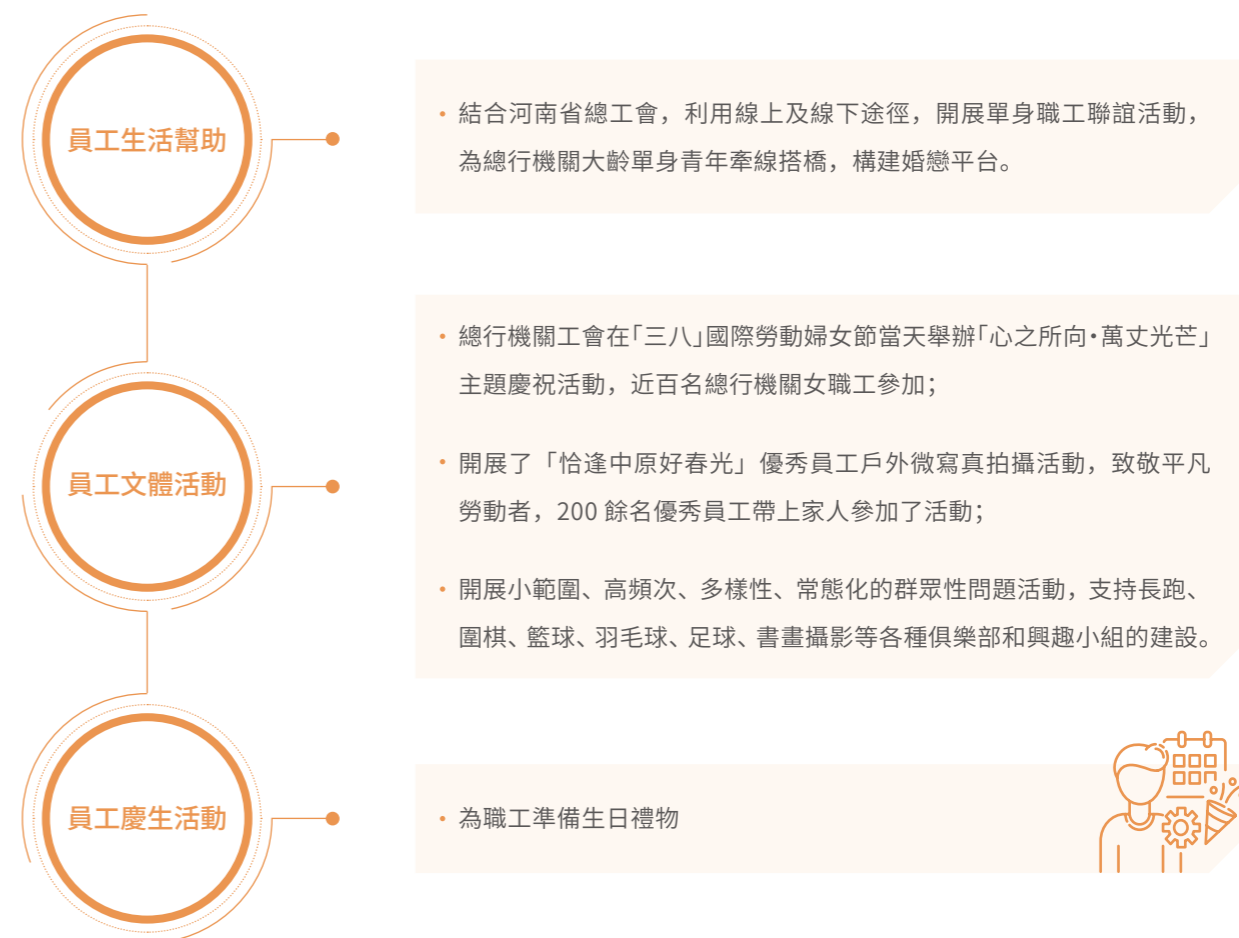 員工生活幫助
• 結合河南省總工會，利用線上及線下途徑，開展單身職工聯誼活動，
為總行機關大齡單身青年牽線搭橋，構建婚戀平台。
員工文體活動
• 總行機關工會在「三八」國際勞動婦女節當天舉辦「心之所向•萬丈光芒」
主題慶祝活動，近百名總行機關女職工參加；
• 開展了「恰逢中原好春光」優秀員工戶外微寫真拍攝活動，致敬平凡
勞動者，200 餘名優秀員工帶上家人參加了活動；
• 開展小範圍、高頻次、多樣性、常態化的群眾性問題活動，支持長跑、
圍棋、籃球、羽毛球、足球、書畫攝影等各種俱樂部和興趣小組的建設。
員工慶生活動
• 為職工準備生日禮物